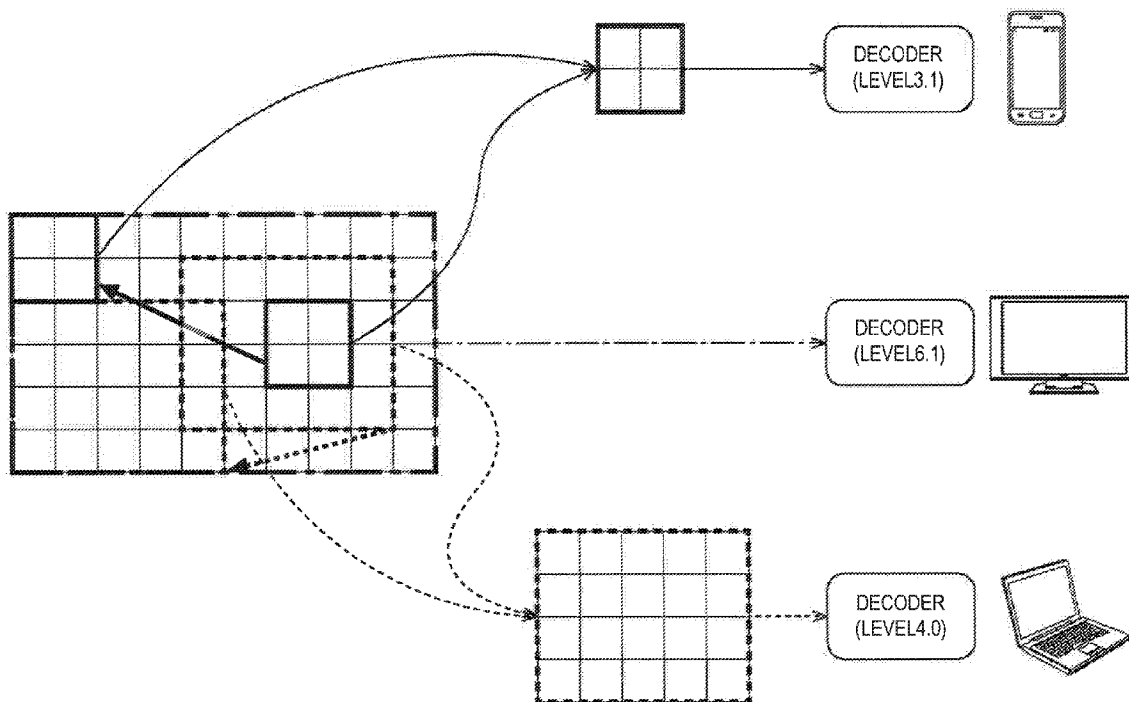 DECODER
(LEVEL3.1)
DECODER
(LEVEL6.1)
DECODER
(LEVEL4.0)